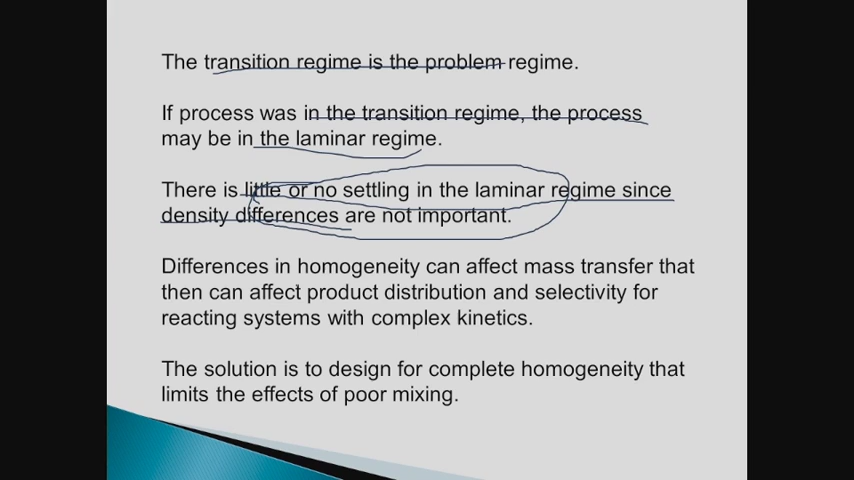 The transition regime is the problem regime.
If process was in the transition regime, the process
may be in the laminar regime.
There is little or no settling in the laminar regime since
density differences are not important.
Differences in homogeneity can affect mass transfer that
then can affect product distribution and selectivity for
reacting systems with complex kinetics.
The solution is to design for complete homogeneity that
limits the effects of poor mixing.